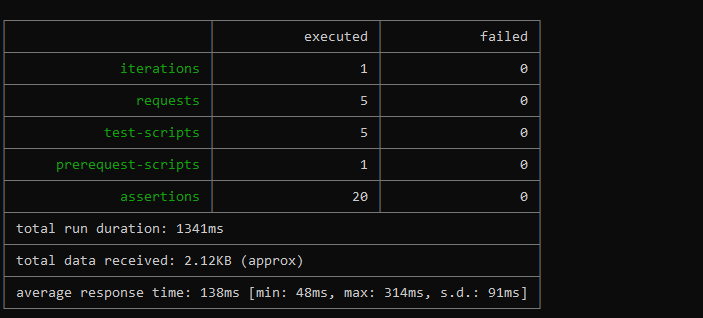 executed failed
iterations 1 0
requests 5 0
test-scripts 5 0
prerequest-scripts 1 0
assertions 20 0
total run duration: 1341ms
total data received: 2.12KB (approx)
average response time: 138ms [min: 48ms, max: 314ms, s.d.: 91ms]